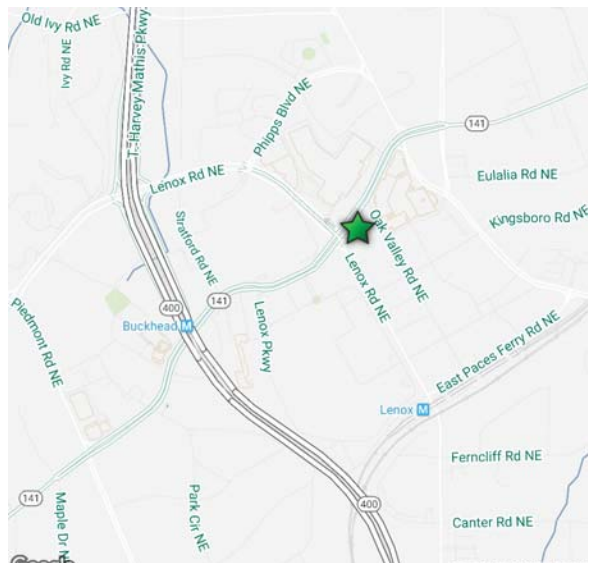 Old Ivy Rd NE
Ivy Rd NE
T. Harvey Mathis Pkwy
Phipps Blvd NE
141
Lenox Rd NE
Eulalia Rd NE
Kingsboro Rd NE
Stratford Rd NE
Oak Valley Rd NE
Lenox Rd NE
400
141
Lenox Pkwy
Buckhead M
Piedmont Rd NE
East Paces Ferry Rd NE
Lenox M
Ferncliff Rd NE
141
Maple Dr N
Park Cir NE
400
Canter Rd NE
Google